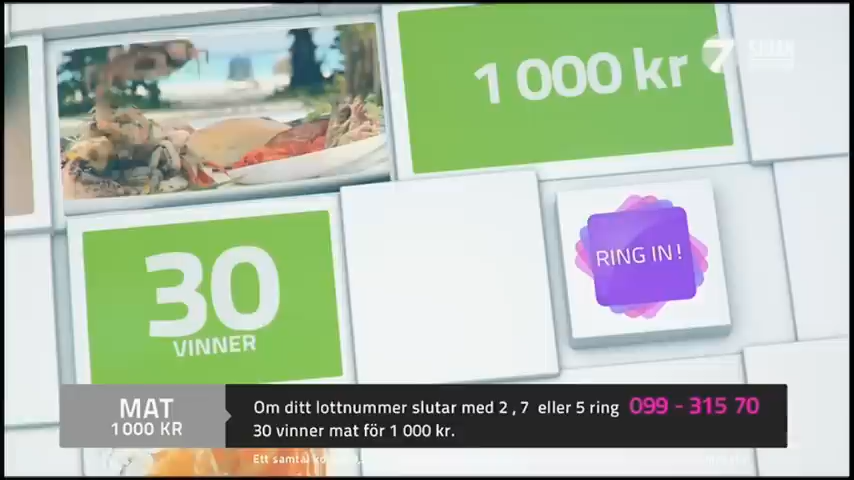 1 000 kr
7
RING IN!
30
VINNER
MAT
1 000 KR
Om ditt lottnummer slutar med 2 , 7 eller 5 ring 099 - 315 70
30 vinner mat för 1 000 kr.
Ett samtal